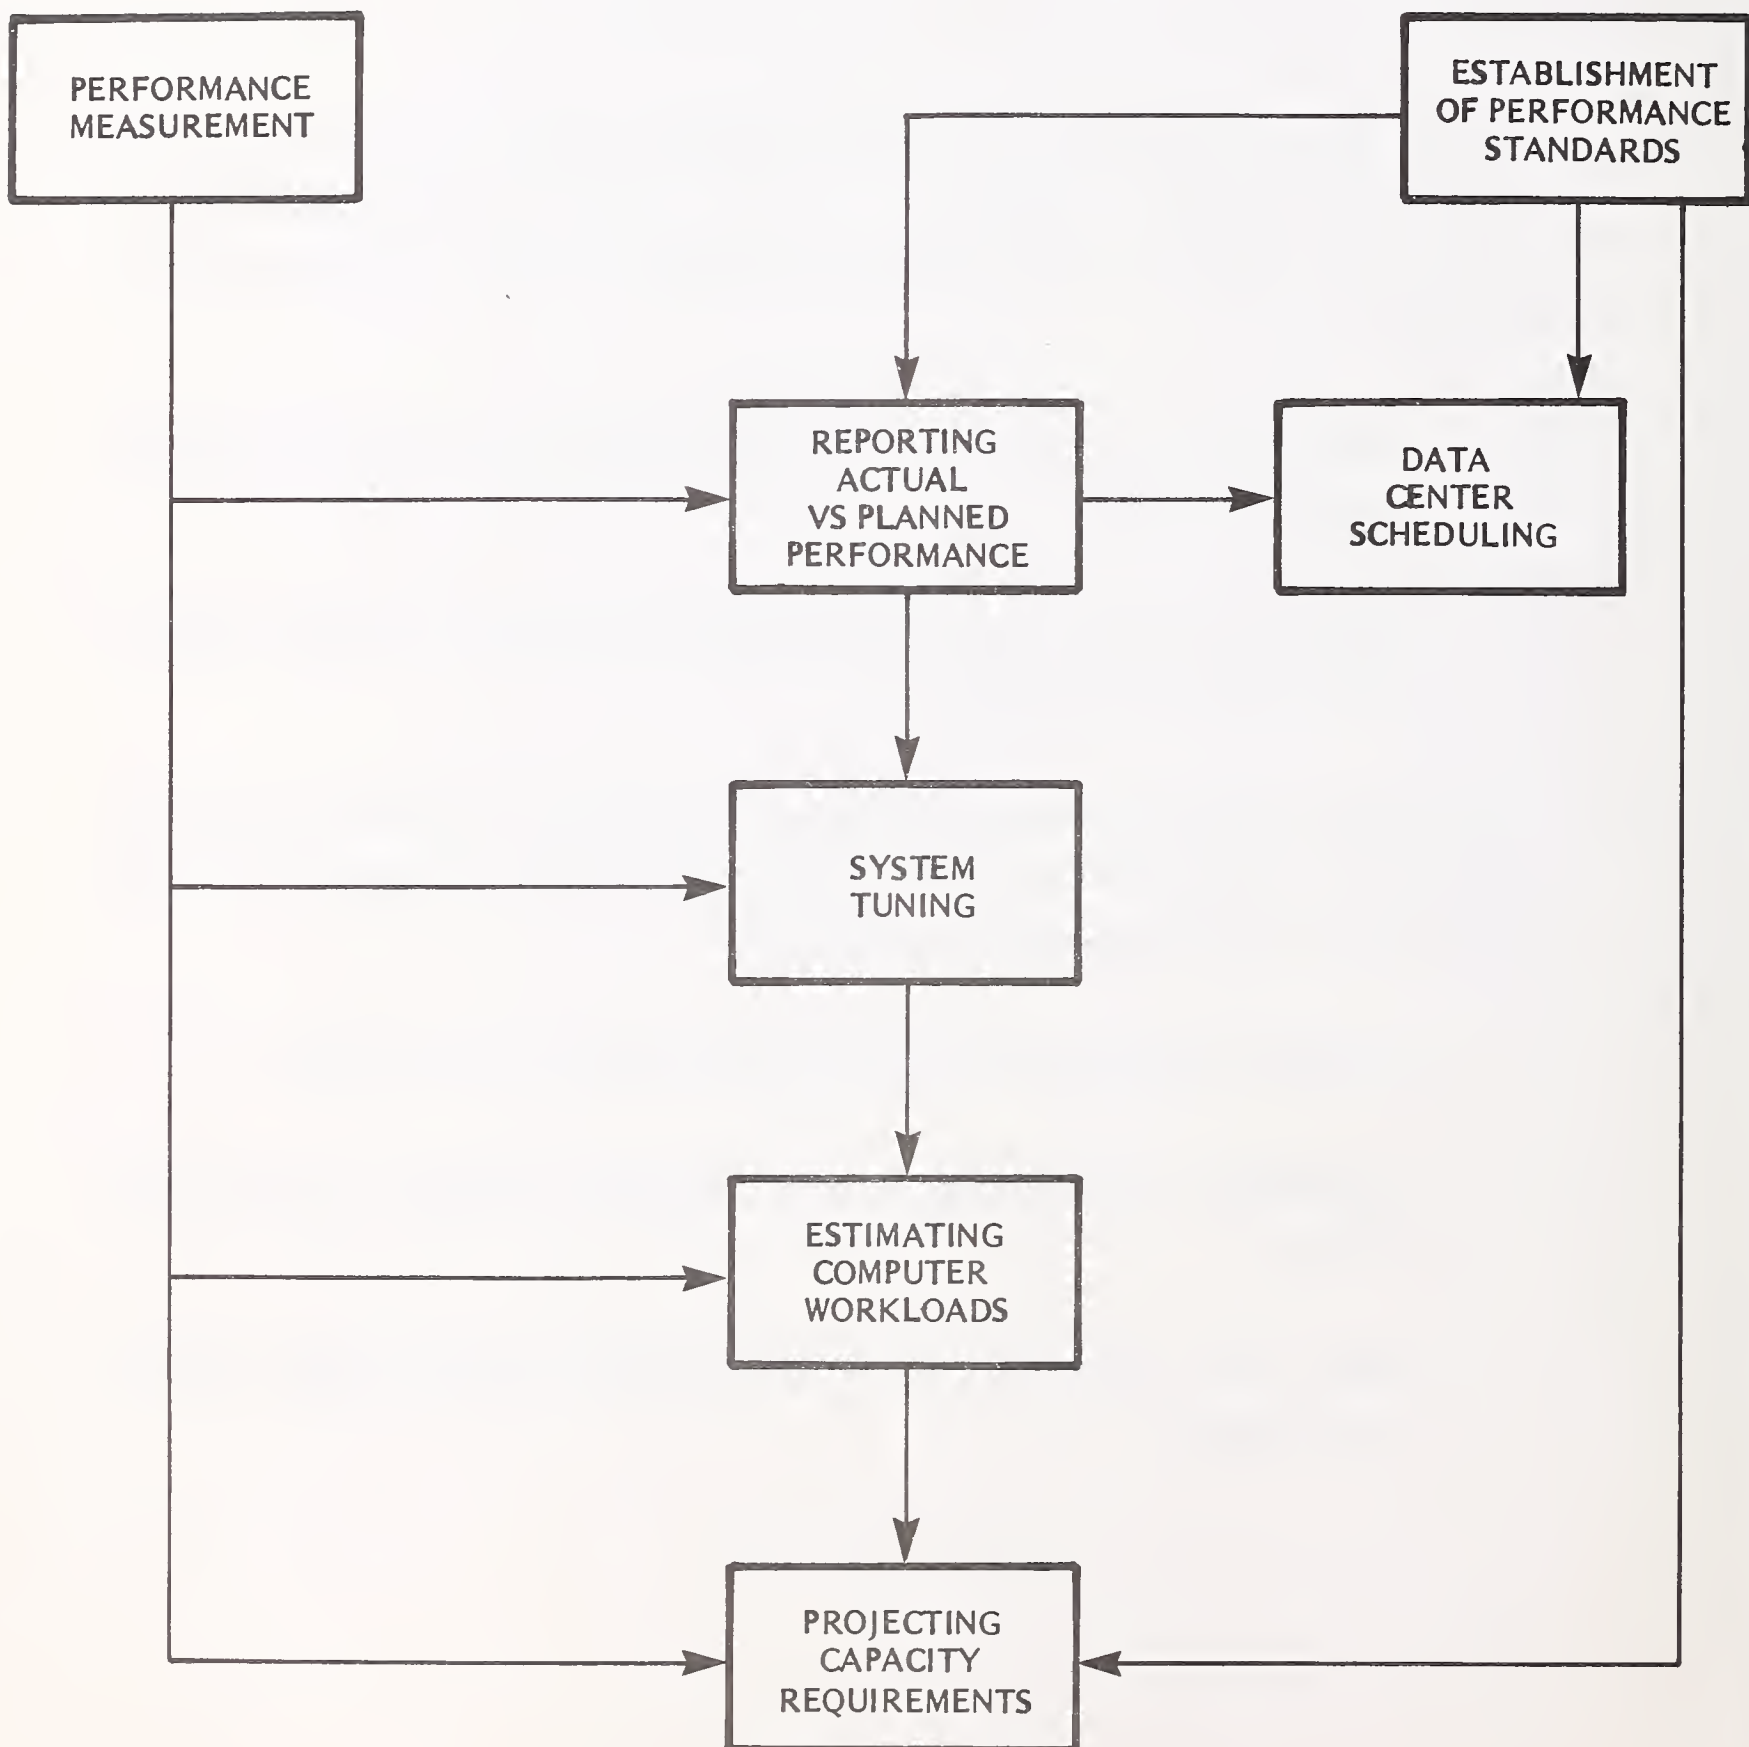 PERFORMANCE
MEASUREMENT
ESTABLISHMENT
OF PERFORMANCE
STANDARDS
REPORTING
ACTUAL
VS PLANNED
PERFORMANCE
DATA
CENTER
SCHEDULING
SYSTEM
TUNING
ESTIMATING
COMPUTER
WORKLOADS
PROJECTING
CAPACITY
REQUIREMENTS